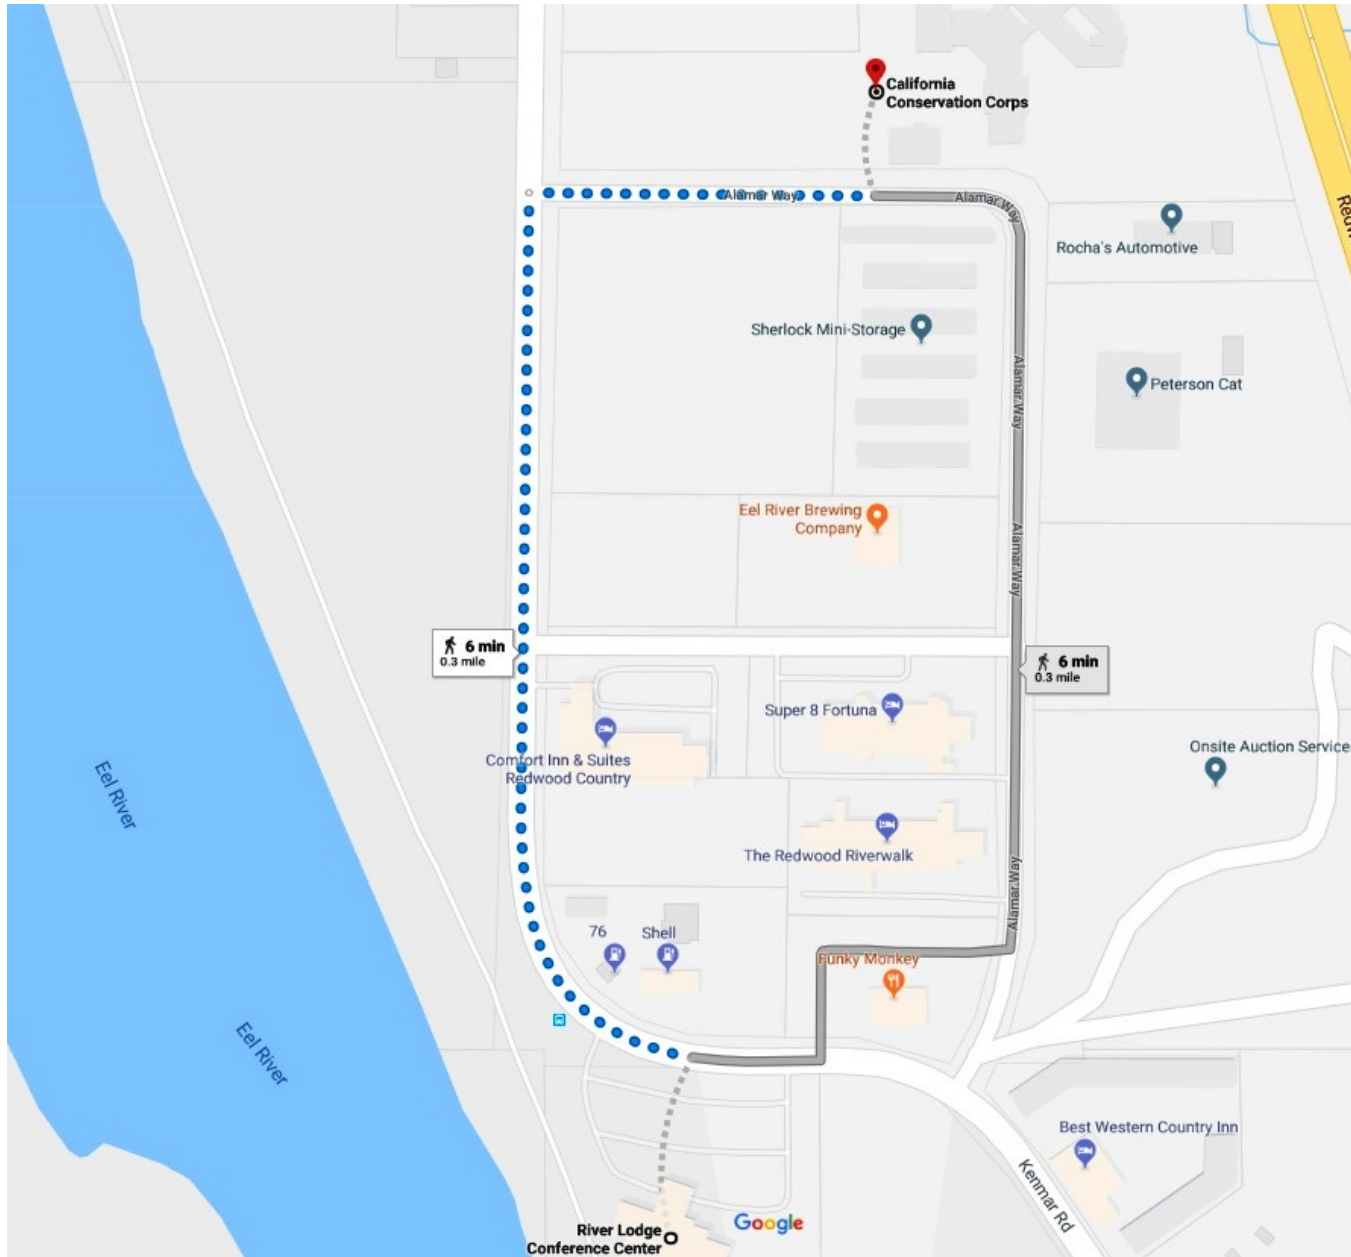 California
Conservation Corps
Alamar Way
Alamar Way
Redw
Rocha's Automotive
Sherlock Mini-Storage
Alamar Way
Peterson Cat
Eel River Brewing
Company
Alamar Way
6 min
0.3 mile
6 min
0.3 mile
Super 8 Fortuna
Comfort Inn & Suites
Redwood Country
Onsite Auction Service
Eel River
The Redwood Riverwalk
Alamar Way
76
Shell
Funky Monkey
Eel River
Best Western Country Inn
Kenmar Rd
Google
River Lodge
Conference Center